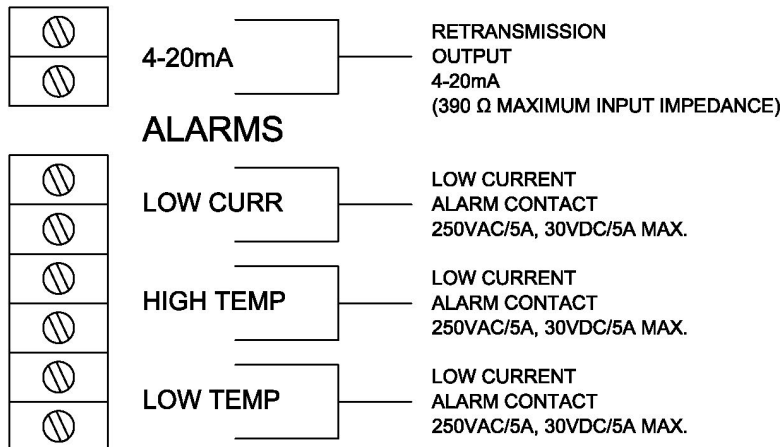 4-20mA
RETRANSMISSION
OUTPUT
4-20mA
(390 Ω MAXIMUM INPUT IMPEDANCE)
ALARMS
LOW CURR
LOW CURRENT
ALARM CONTACT
250VAC/5A, 30VDC/5A MAX.
HIGH TEMP
LOW CURRENT
ALARM CONTACT
250VAC/5A, 30VDC/5A MAX.
LOW TEMP
LOW CURRENT
ALARM CONTACT
250VAC/5A, 30VDC/5A MAX.